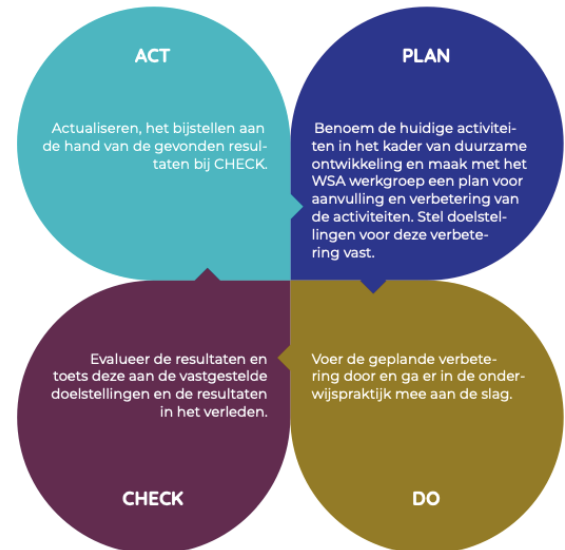 ACT
Actualiseren, het bijstellen aan
de hand van de gevonden resul-
taten bij CHECK.
PLAN
Benoem de huidige activitei-
ten in het kader van duurzame
ontwikkeling en maak met het
WSA werkgroep een plan voor
aanvulling en verbetering van
de activiteiten. Stel doelstel-
lingen voor deze verbete-
ring vast.
Evalueer de resultaten en
toets deze aan de vastgestelde
doelstellingen en de resultaten
in het verleden.
CHECK
Voer de geplande verbete-
ring door en ga er in de onder-
wijspraktijk mee aan de slag.
DO